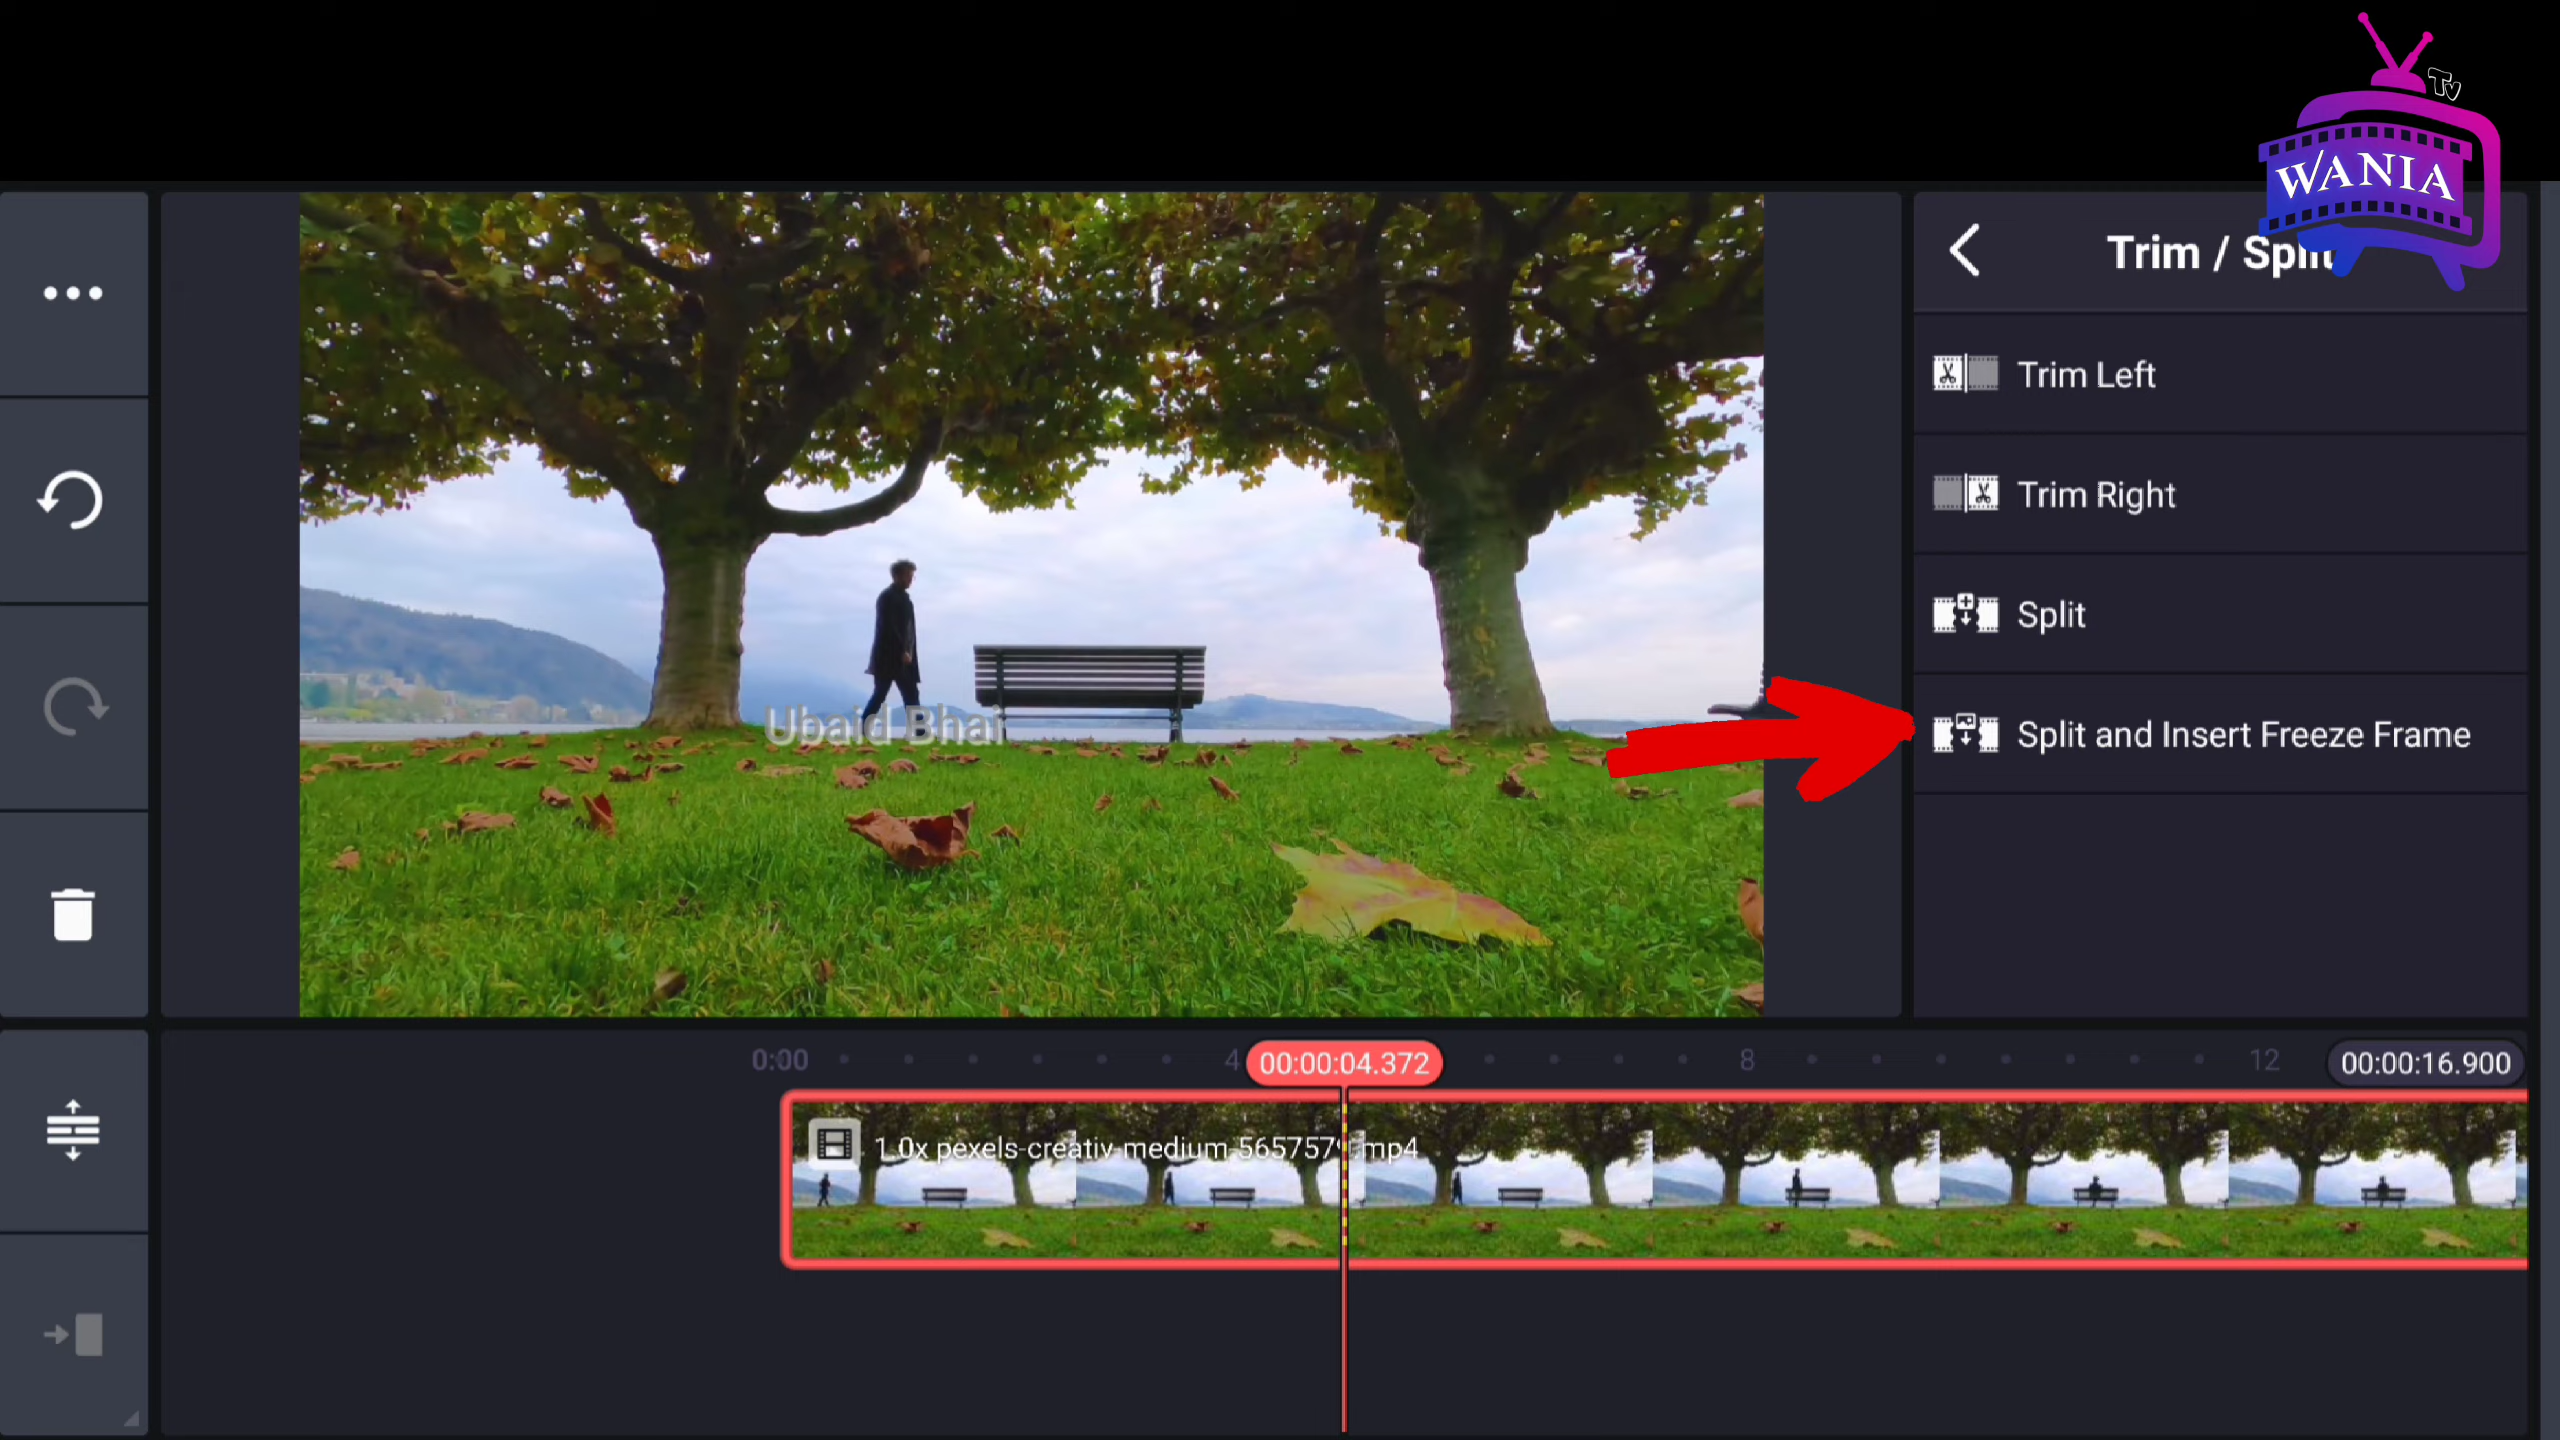 Tv
WANIA
Trim / Split
Trim Left
Trim Right
Split
Split and Insert Freeze Frame
Ubaid Bhai
0:00
4
00:00:04.372
8
12
00:00:16.900
1.0x pexels-creativ-medium-5657579.mp4